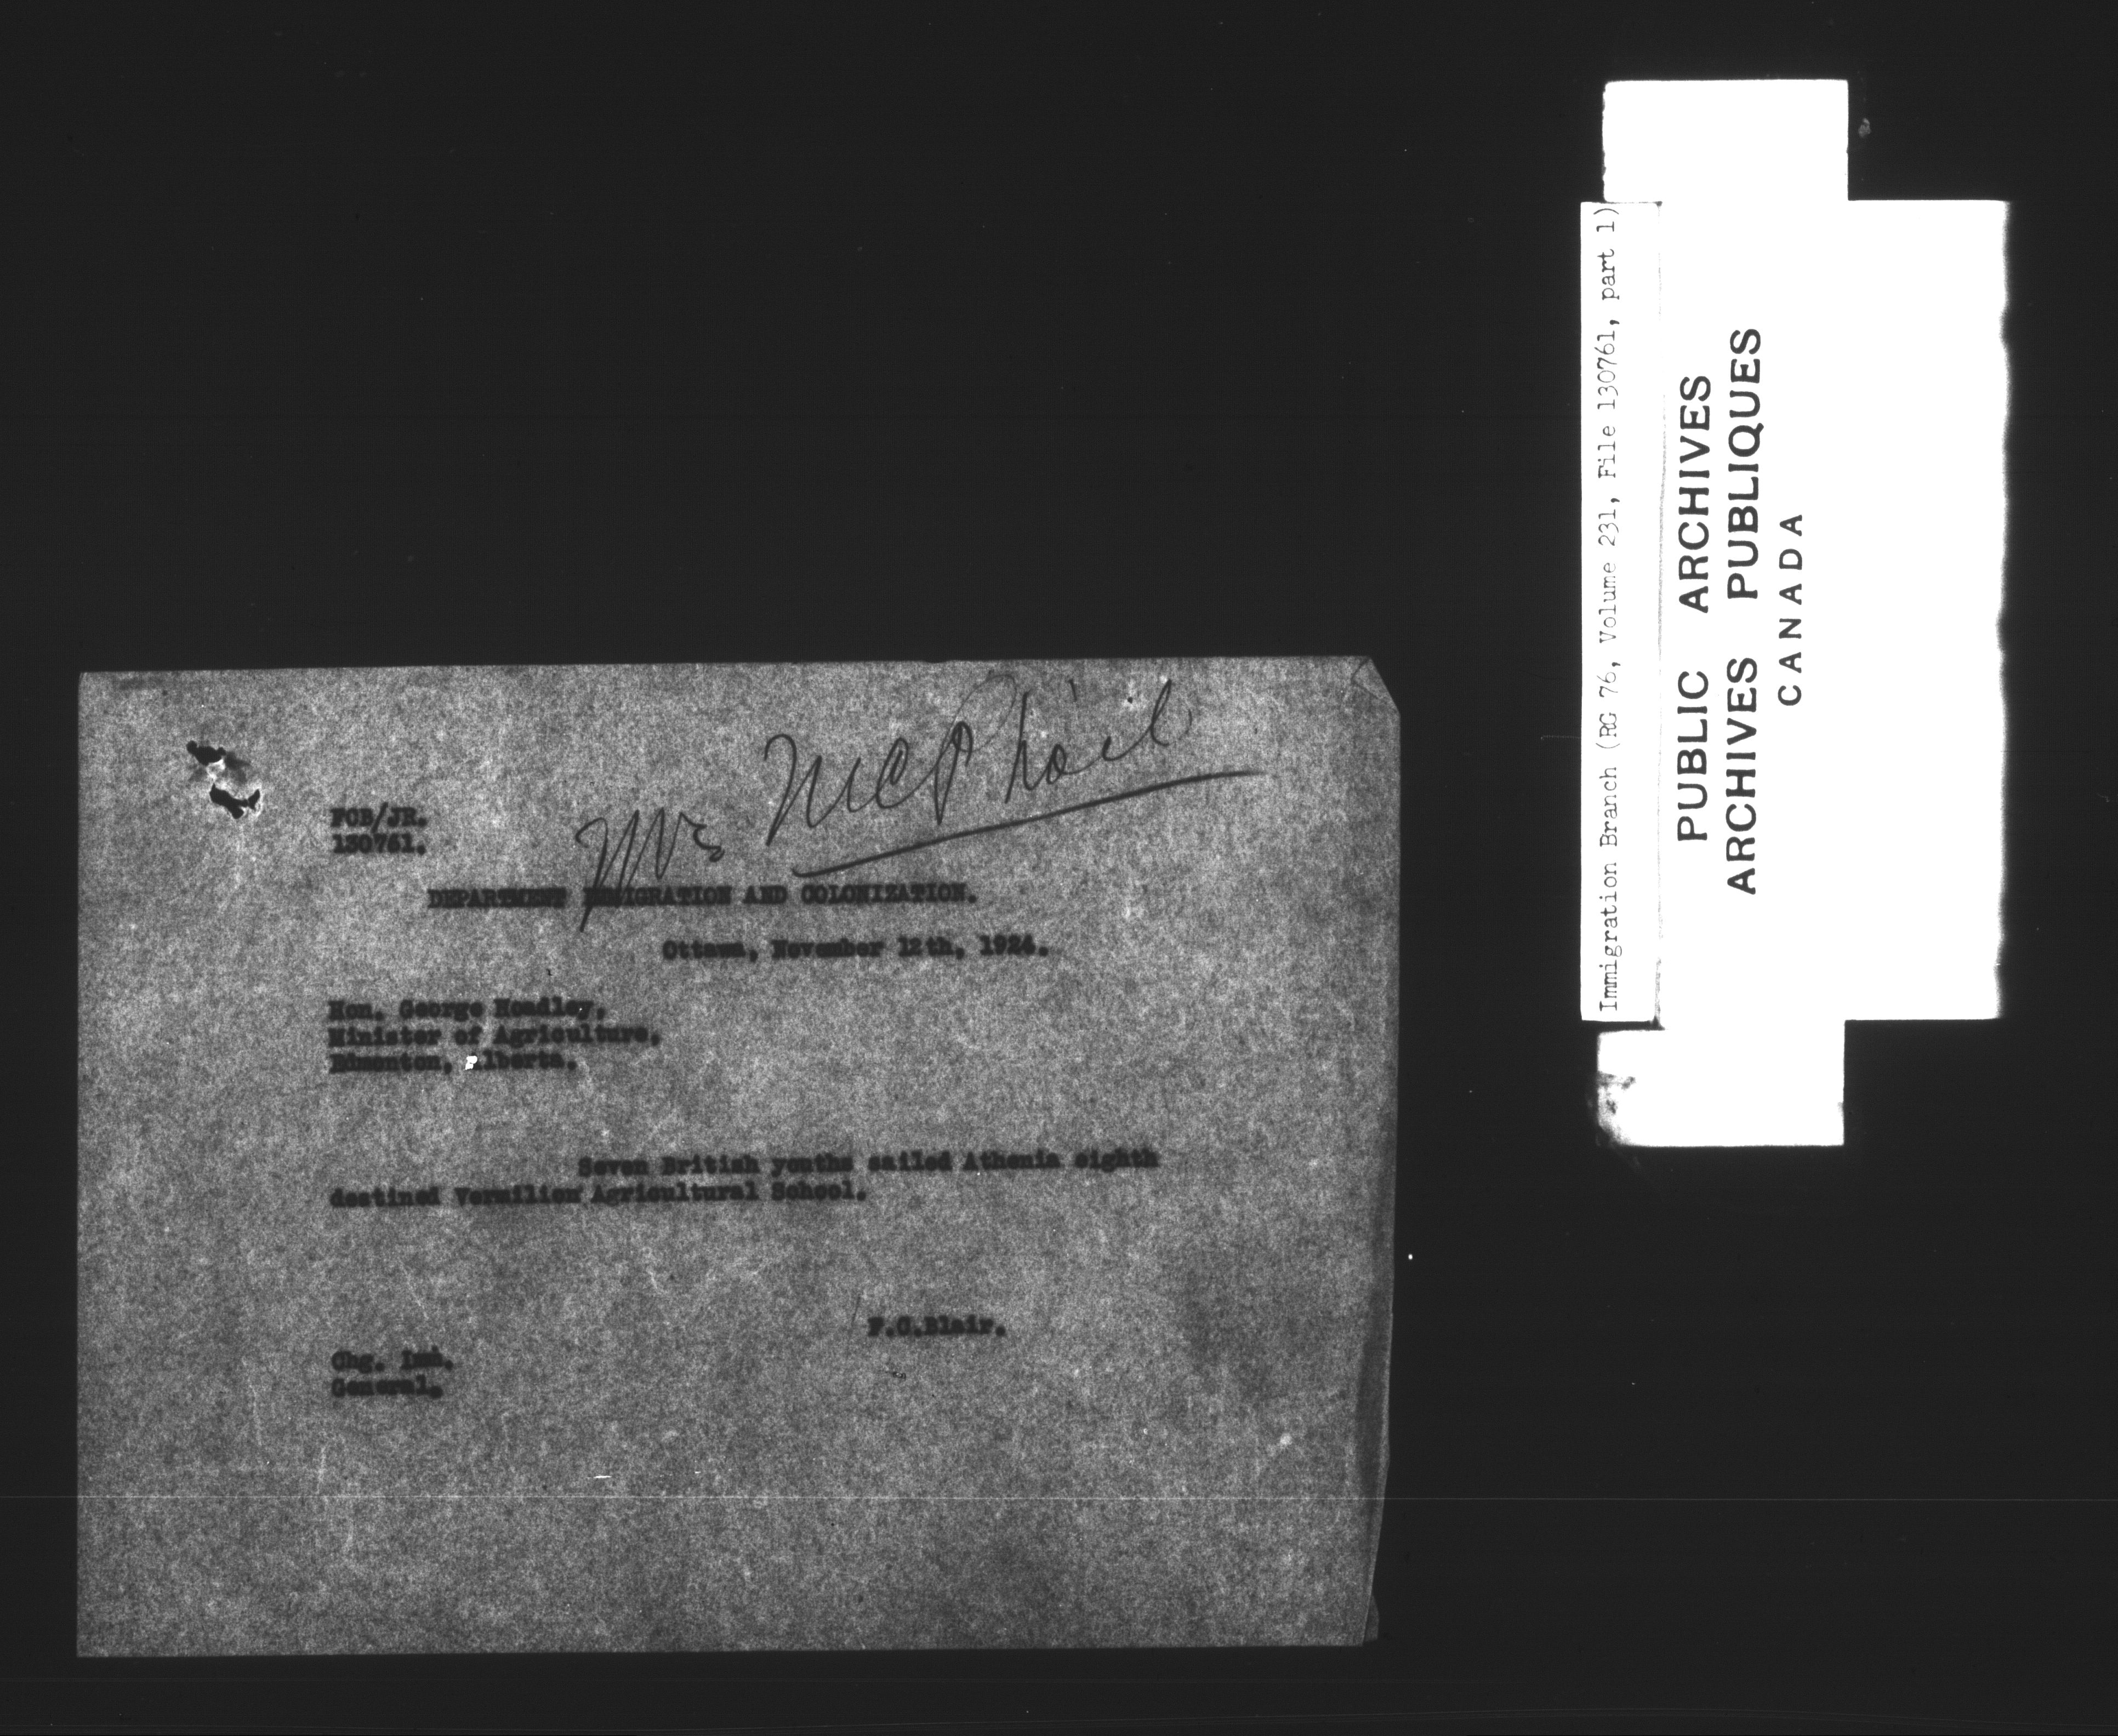 Mr McPhail
FCB/JR.
130761.
DEPARTMENT IMMIGRATION AND COLONIZATION.
Ottawa, November 12th, 1924.
Hon. George Hoadley,
Minister of Agriculture,
Edmonton, Alberta.
Seven British youths sailed Athenia eighth
destined Vermilion Agricultural School.
F.C.Blair.
Chg. Imm.
General.
Immigration Branch (RG 76, Volume 231, File 130761, part 1)
PUBLIC ARCHIVES
ARCHIVES PUBLIQUES
CANADA